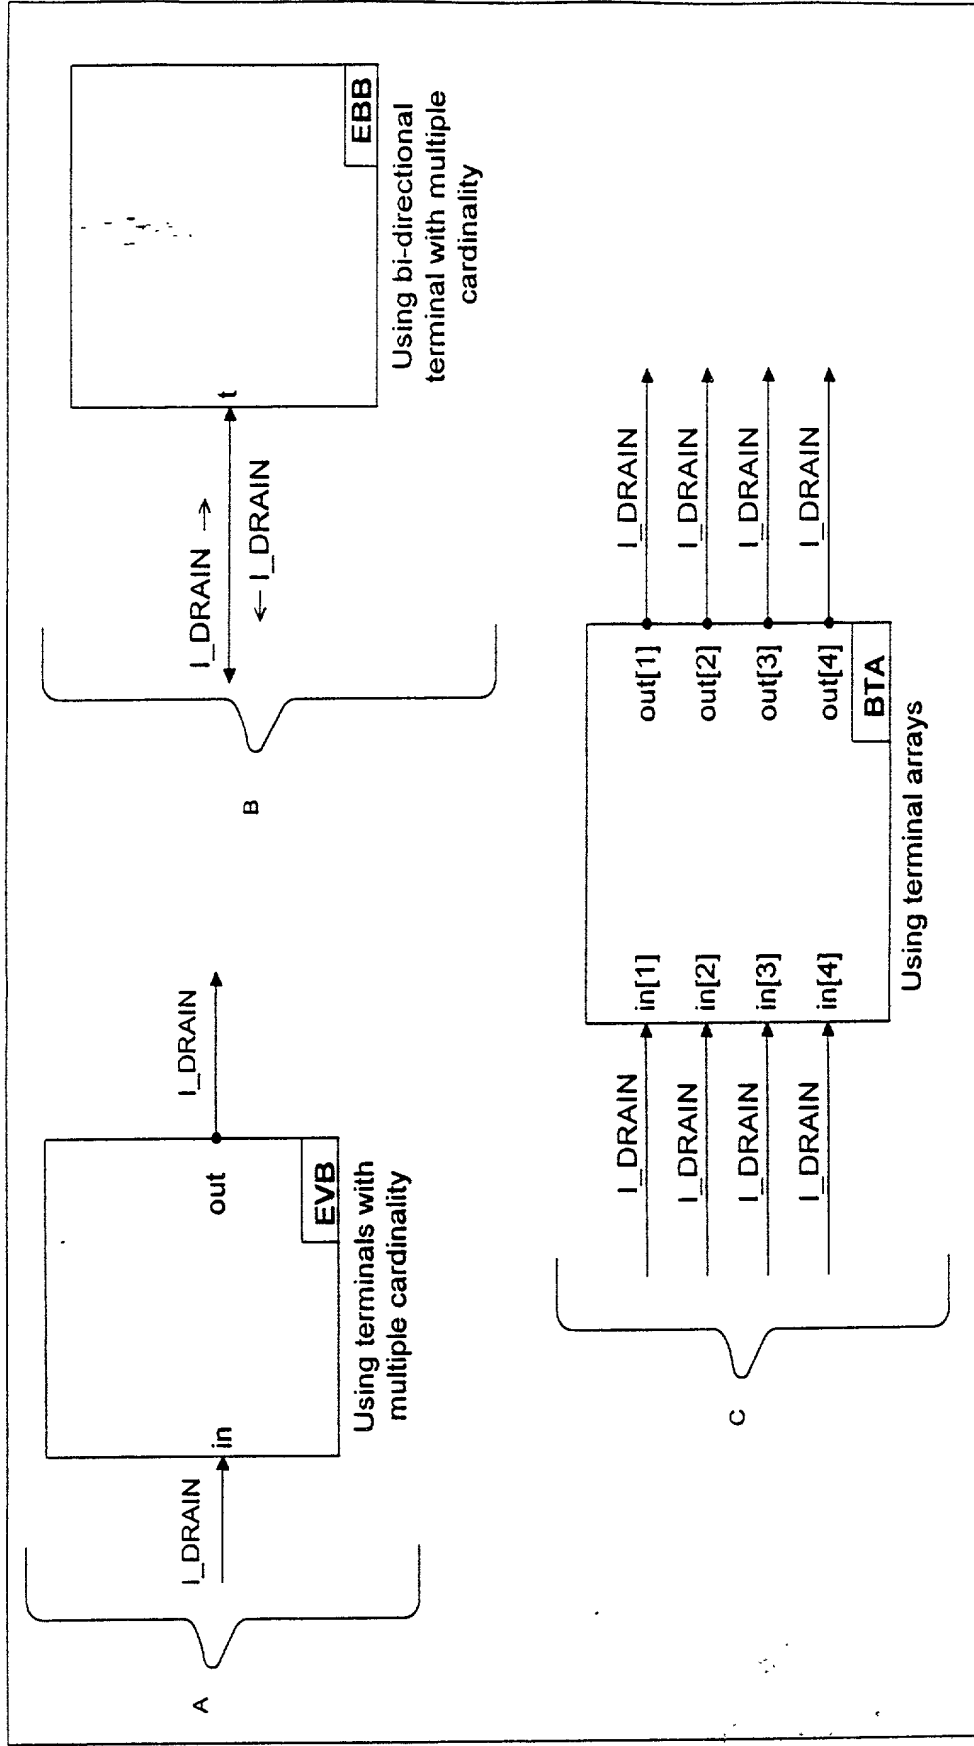 A
I_DRAIN
in
out
I_DRAIN
EVB
Using terminals with
multiple cardinality
B
I_DRAIN →
← I_DRAIN
t
EBB
Using bi-directional
terminal with multiple
cardinality
C
I_DRAIN
in[1]
out[1]
I_DRAIN
I_DRAIN
in[2]
out[2]
I_DRAIN
I_DRAIN
in[3]
out[3]
I_DRAIN
I_DRAIN
in[4]
out[4]
I_DRAIN
BTA
Using terminal arrays